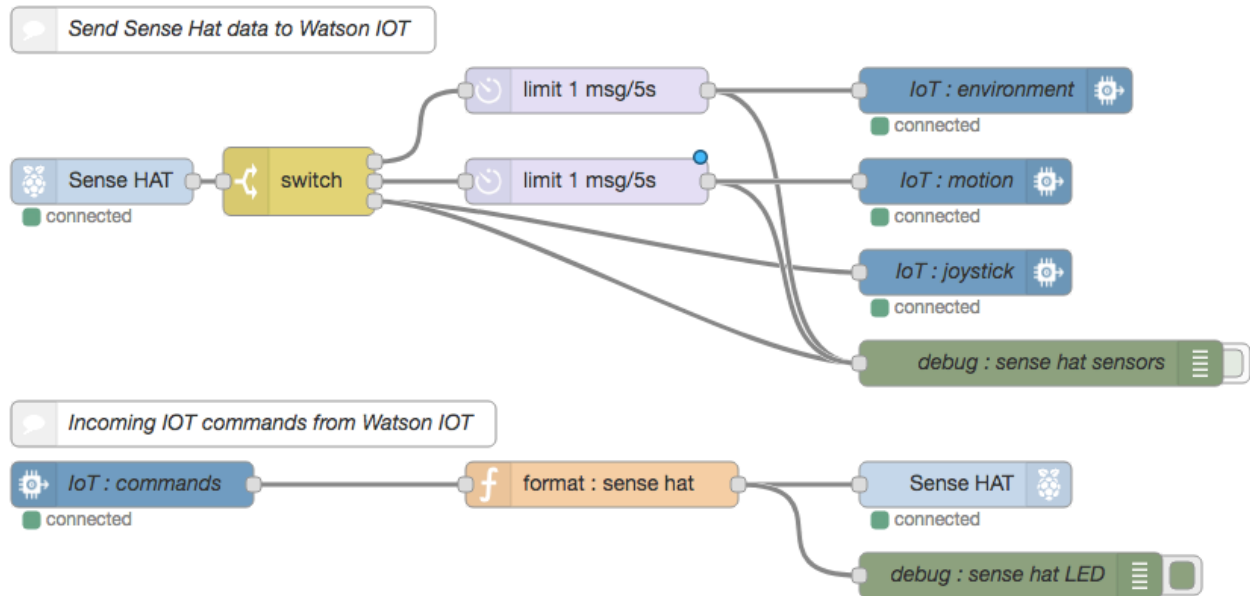 Send Sense Hat data to Watson IOT
limit 1 msg/5s
IoT : environment
connected
Sense HAT
switch
limit 1 msg/5s
IoT : motion
connected
connected
IoT : joystick
connected
debug : sense hat sensors
Incoming IOT commands from Watson IOT
IoT : commands
format : sense hat
Sense HAT
connected
connected
debug : sense hat LED